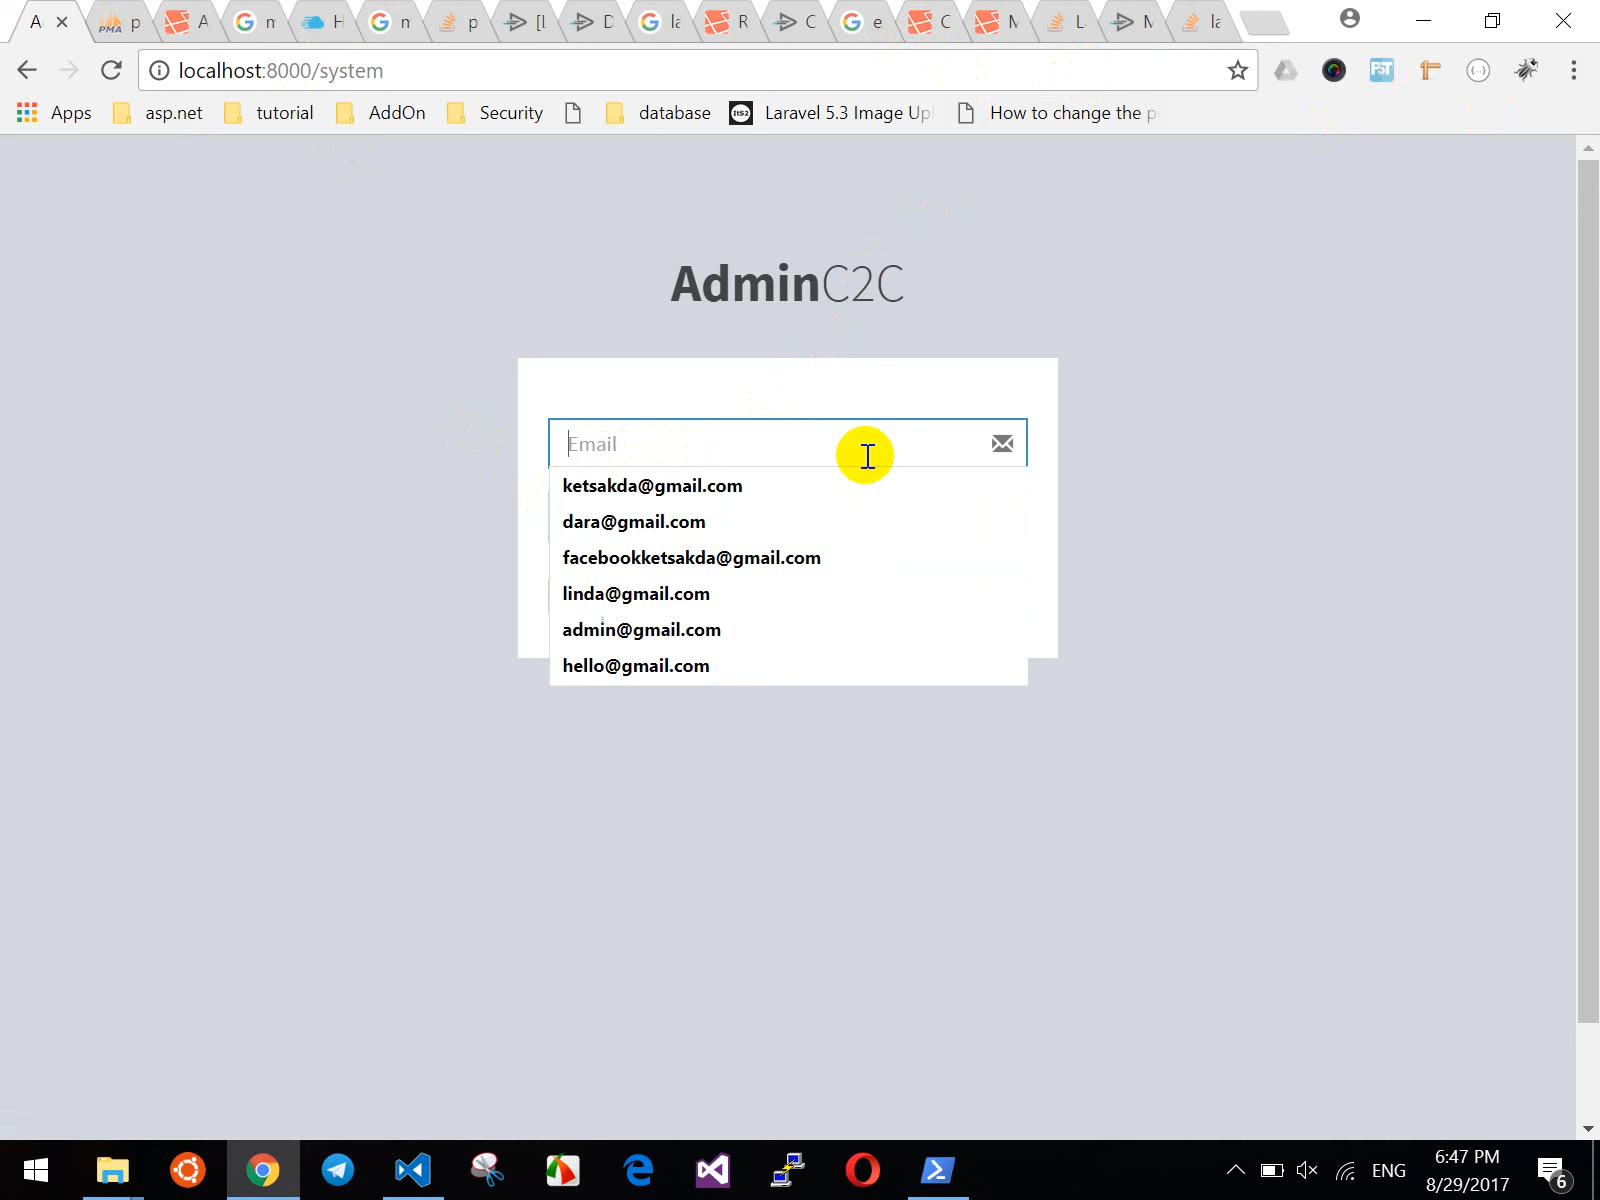 A p A n H n p [l D la R C e C M L M la
localhost:8000/system
Apps asp.net tutorial AddOn Security database Laravel 5.3 Image Up How to change the p
AdminC2C
Email
ketsakda@gmail.com
dara@gmail.com
facebookketsakda@gmail.com
linda@gmail.com
admin@gmail.com
hello@gmail.com
ENG
6:47 PM
8/29/2017
6